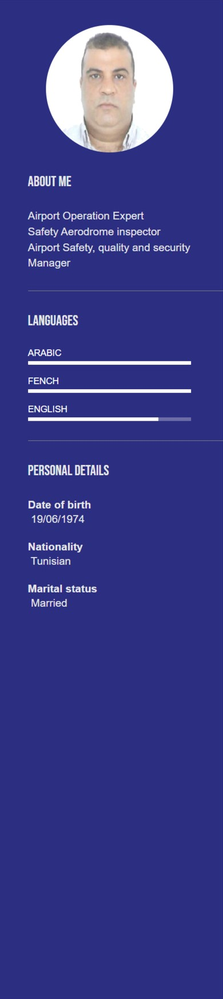 ABOUT ME
Airport Operation Expert
Safety Aerodrome inspector
Airport Safety, quality and security
Manager
LANGUAGES
ARABIC
FENCH
ENGLISH
PERSONAL DETAILS
Date of birth
19/06/1974
Nationality
Tunisian
Marital status
Married